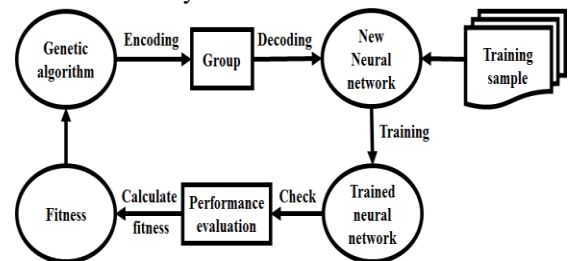 Genetic
algorithm
Encoding
Group
Decoding
New
Neural
network
Training
sample
Training
Trained
neural
network
Check
Performance
evaluation
Calculate
fitness
Fitness